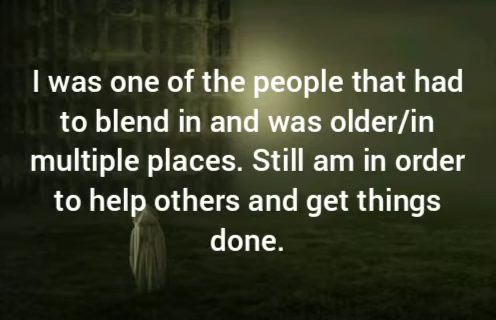 I was one of the people that had
to blend in and was older/in
multiple places. Still am in order
to help others and get things
done.